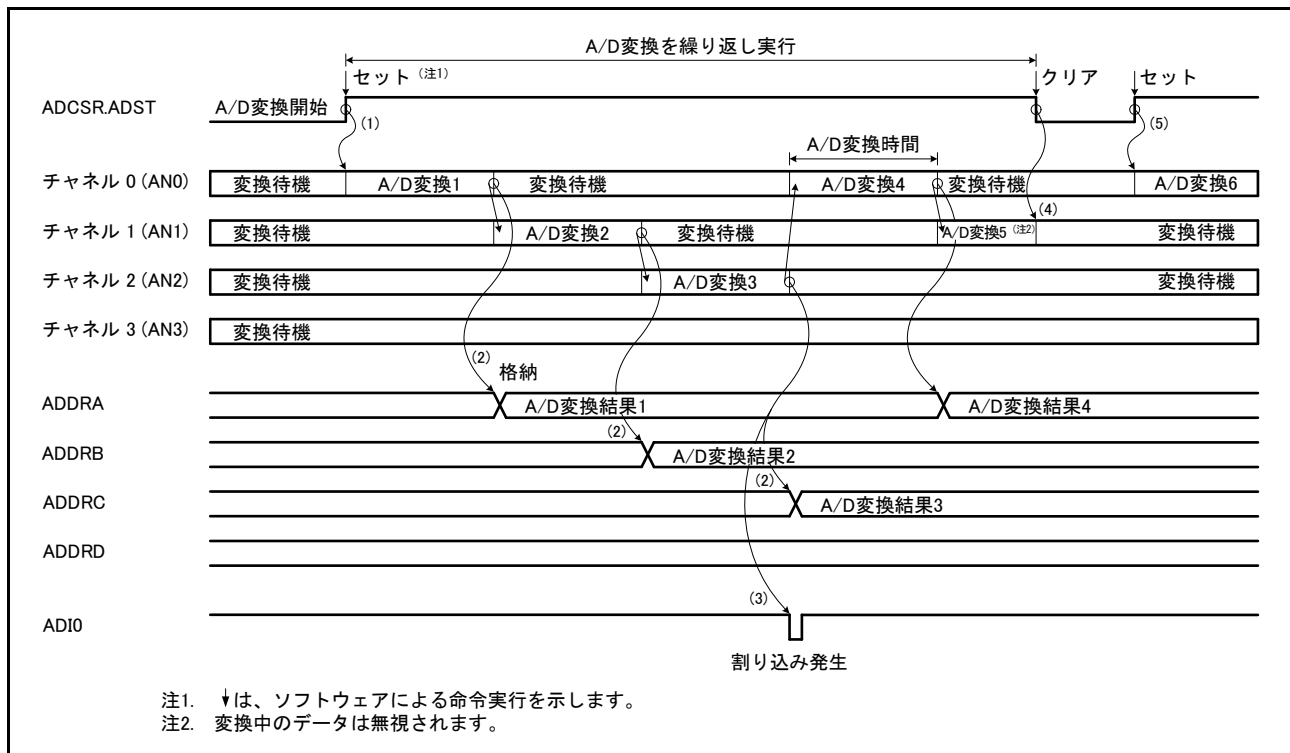 A/D変換を繰り返し実行
セット (注1)
クリア
セット
ADCSR.ADST
A/D変換開始
(1)
(5)
A/D変換時間
チャネル 0 (AN0)
変換待機
A/D変換1
変換待機
A/D変換4
変換待機
A/D変換6
(4)
チャネル 1 (AN1)
変換待機
A/D変換2
変換待機
A/D変換5 (注2)
変換待機
チャネル 2 (AN2)
変換待機
A/D変換3
変換待機
チャネル 3 (AN3)
変換待機
(2)
格納
ADDRA
A/D変換結果1
A/D変換結果4
(2)
ADDRB
A/D変換結果2
(2)
ADDRC
A/D変換結果3
ADDRD
(3)
ADI0
割り込み発生
注1. ↓は、ソフトウェアによる命令実行を示します。
注2. 変換中のデータは無視されます。